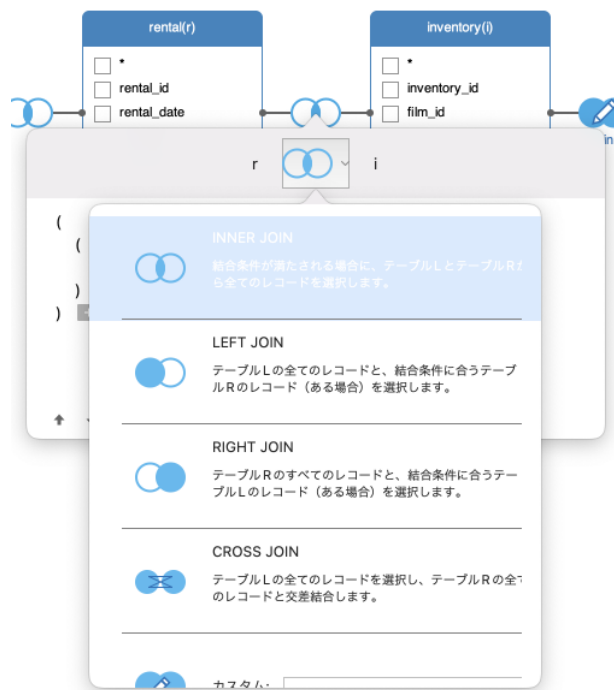 rental(r)
inventory(i)
*
rental_id
rental_date
*
inventory_id
film_id
in
r
i
(
(
)
)
INNER JOIN
結合条件が満たされる場合に、テーブルLとテーブルRか
ら全てのレコードを選択します。
LEFT JOIN
テーブルLの全てのレコードと、結合条件に合うテーブ
ルRのレコード（ある場合）を選択します。
RIGHT JOIN
テーブルRのすべてのレコードと、結合条件に合うテー
ブルLのレコード（ある場合）を選択します。
CROSS JOIN
テーブルLの全てのレコードを選択し、テーブルRの全て
のレコードと交差結合します。
カスタム: